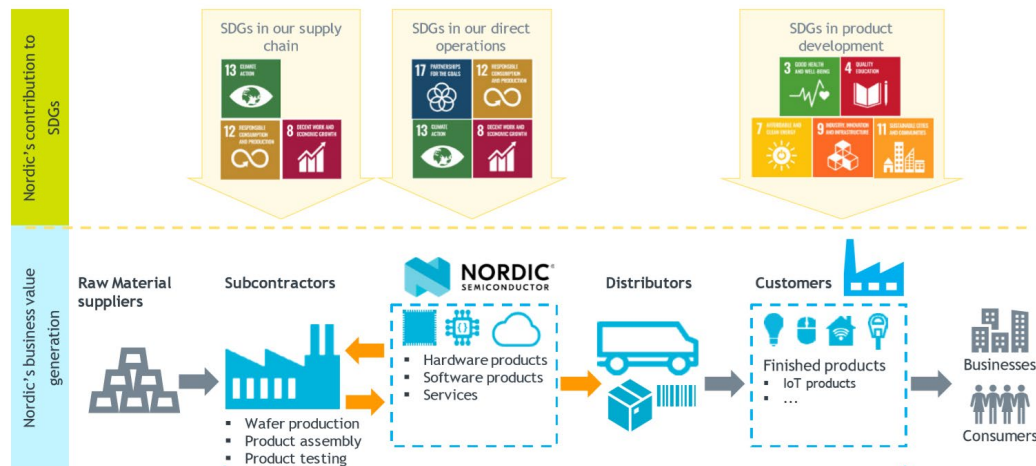 Nordic's contribution to
SDGs
SDGs in our supply
chain
13 CLIMATE
ACTION
12 RESPONSIBLE
CONSUMPTION
AND PRODUCTION
8 DECENT WORK AND
ECONOMIC GROWTH
SDGs in our direct
operations
17 PARTNERSHIPS
FOR THE GOALS
12 RESPONSIBLE
CONSUMPTION
AND PRODUCTION
13 CLIMATE
ACTION
8 DECENT WORK AND
ECONOMIC GROWTH
SDGs in product
development
3 GOOD HEALTH
AND WELL-BEING
4 QUALITY
EDUCATION
7 AFFORDABLE AND
CLEAN ENERGY
9 INDUSTRY, INNOVATION
AND INFRASTRUCTURE
11 SUSTAINABLE CITIES
AND COMMUNITIES
Nordic's business value
generation
Raw Material
suppliers
Subcontractors
▪ Wafer production
▪ Product assembly
▪ Product testing
NORDIC®
SEMICONDUCTOR
▪ Hardware products
▪ Software products
▪ Services
Distributors
Customers
Finished products
▪ IoT products
▪ ...
Businesses
Consumers